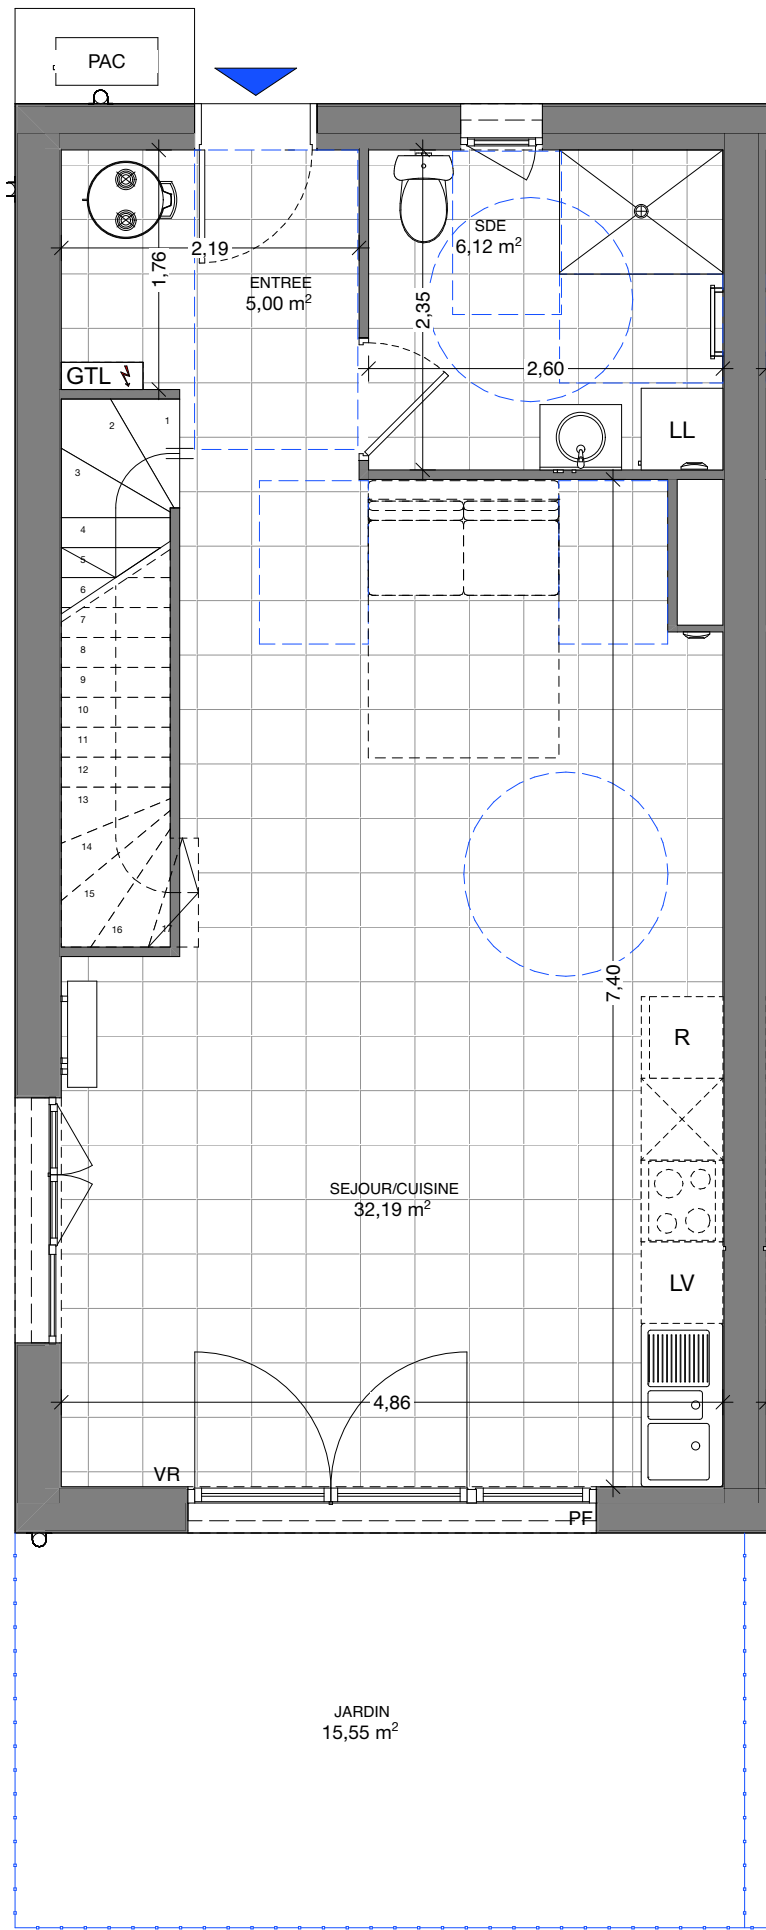 PAC
SDE
6,12 m²
2,19
1,76
ENTREE
5,00 m²
2,35
2,60
GTL
LL
1
2
3
4
5
6
7
8
9
10
11
12
13
14
15
16
17
7,40
R
SEJOUR/CUISINE
32,19 m²
LV
4,86
VR
PF
JARDIN
15,55 m²